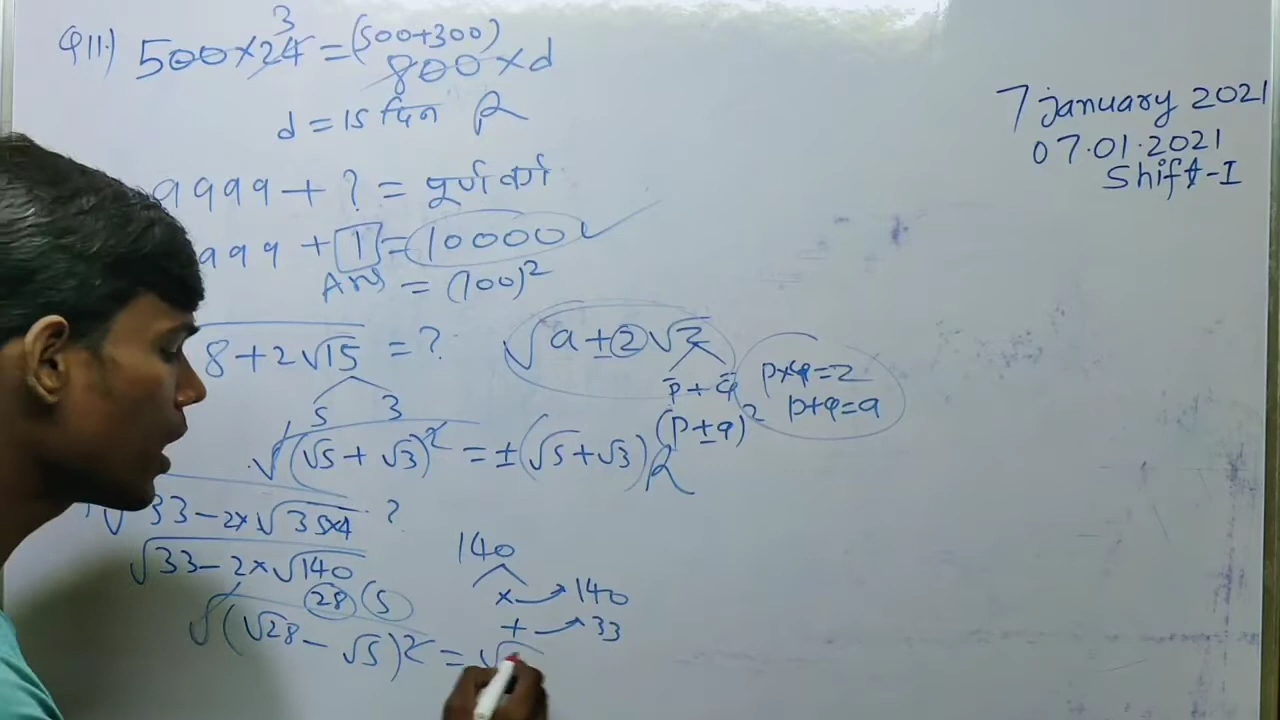 Q11.) 500×24 = (500+300)
3
800×d
d = 15 दिन
9999 + ? = पूर्ण वर्ग
999 + 1 = 10000
Ans = (100)²
8+2√15 = ?
5 3
√(√5 + √3)² = ±(√5+√3)
√a±2√z
p + q
(p±q)²
p×q=z
p+q=a
√33-2×√35×4 ?
√33-2×√140
28 5
√(√28 - √5)² = √
140
× → 140
+ → 33
7 january 2021
07.01.2021
Shift-I